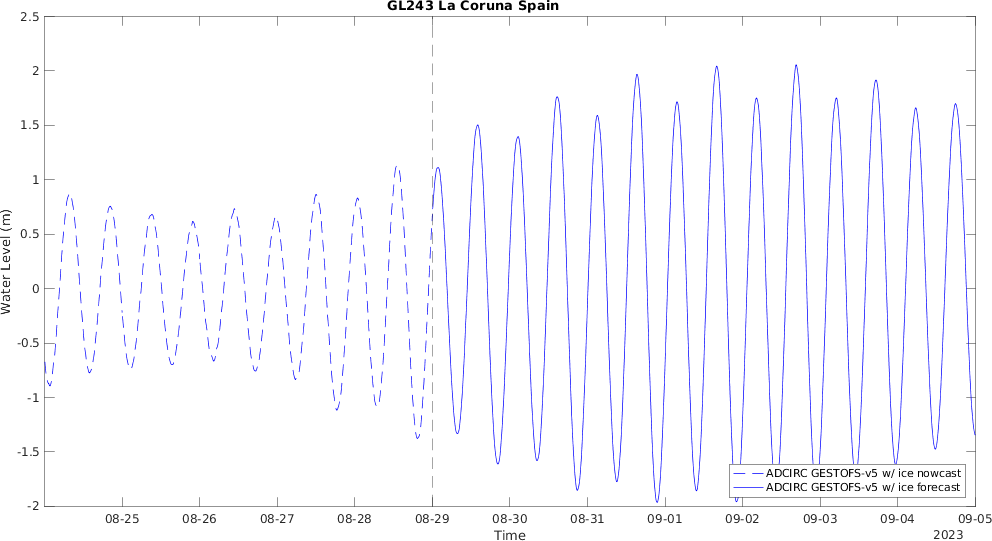 GL243 La Coruna Spain
2.5
2
1.5
1
0.5
0
-0.5
-1
-1.5
-2
Water Level (m)
ADCIRC GESTOFS-v5 w/ ice nowcast
ADCIRC GESTOFS-v5 w/ ice forecast
08-25 08-26 08-27 08-28 08-29 08-30 08-31 09-01 09-02 09-03 09-04 09-05
Time
2023